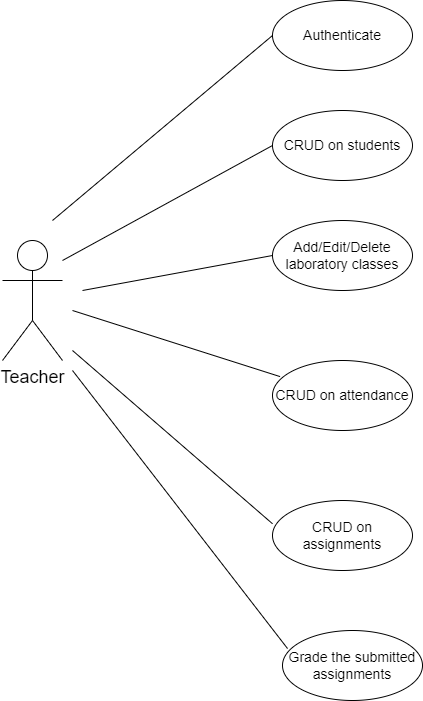 Authenticate
CRUD on students
Add/Edit/Delete
laboratory classes
Teacher
CRUD on attendance
CRUD on
assignments
Grade the submitted
assignments